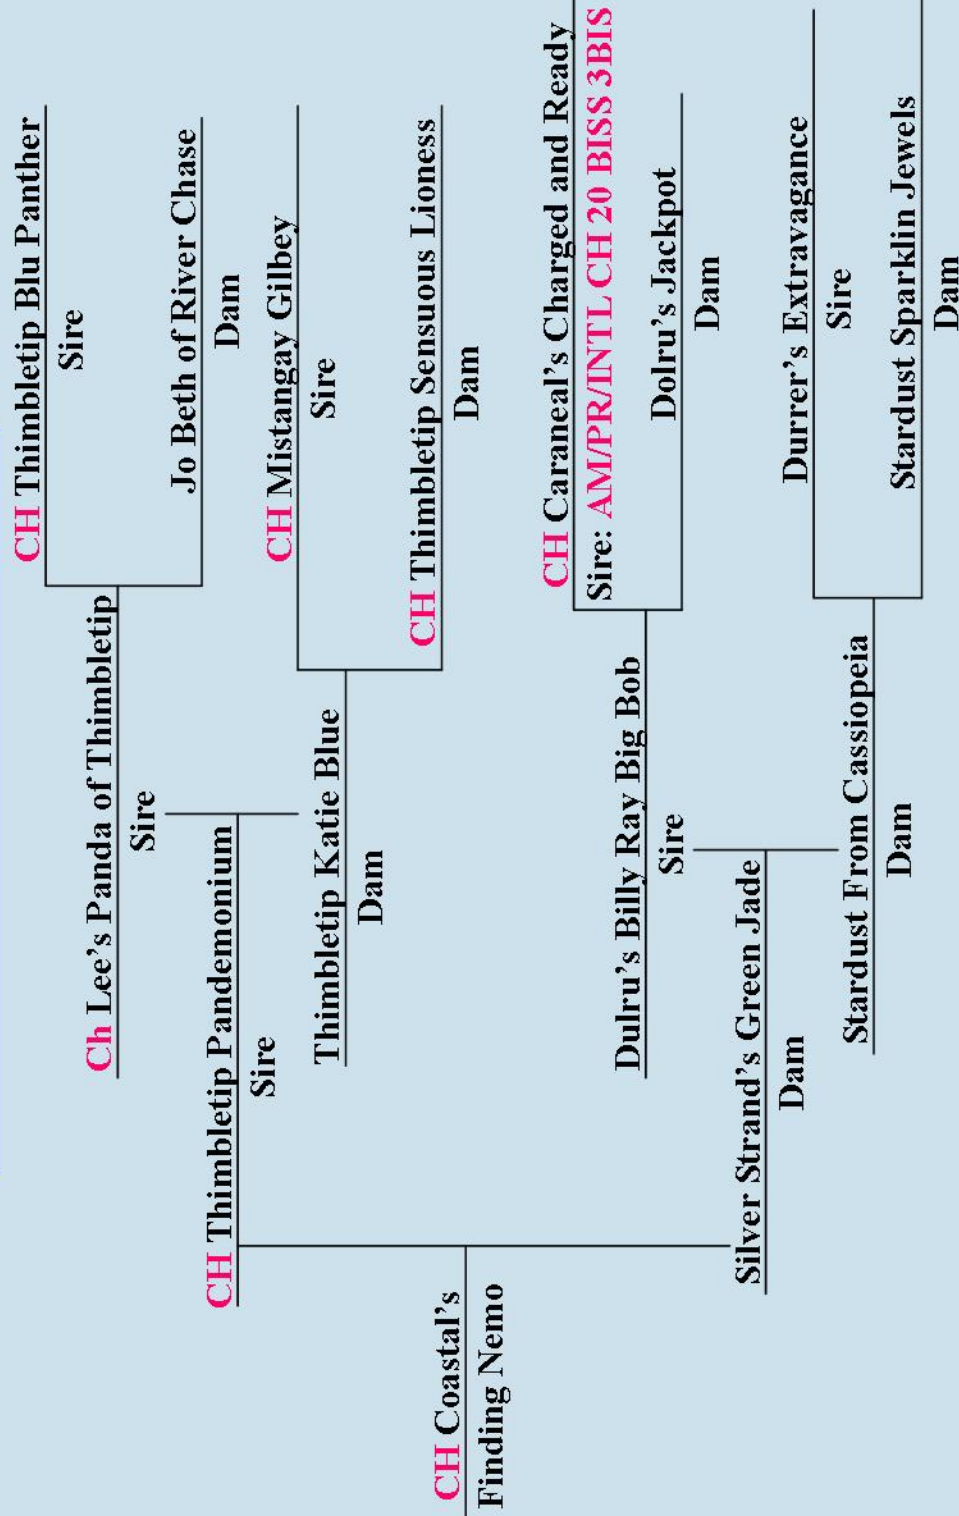 CH Thimbletip Blu Panther
Sire
Ch Lee's Panda of Thimbletip
Sire
Jo Beth of River Chase
Dam
CH Thimbletip Pandemonium
Sire
CH Mistangay Gilbey
Sire
Thimbletip Katie Blue
Dam
CH Thimbletip Sensuous Lioness
Dam
CH Coastal's
Finding Nemo
CH Caraneal's Charged and Ready
Sire: AM/PR/INTL CH 20 BISS 3BIS
Dulru's Billy Ray Big Bob
Sire
Dolru's Jackpot
Dam
Silver Strand's Green Jade
Dam
Durrer's Extravagance
Sire
Stardust From Cassiopeia
Dam
Stardust Sparklin Jewels
Dam